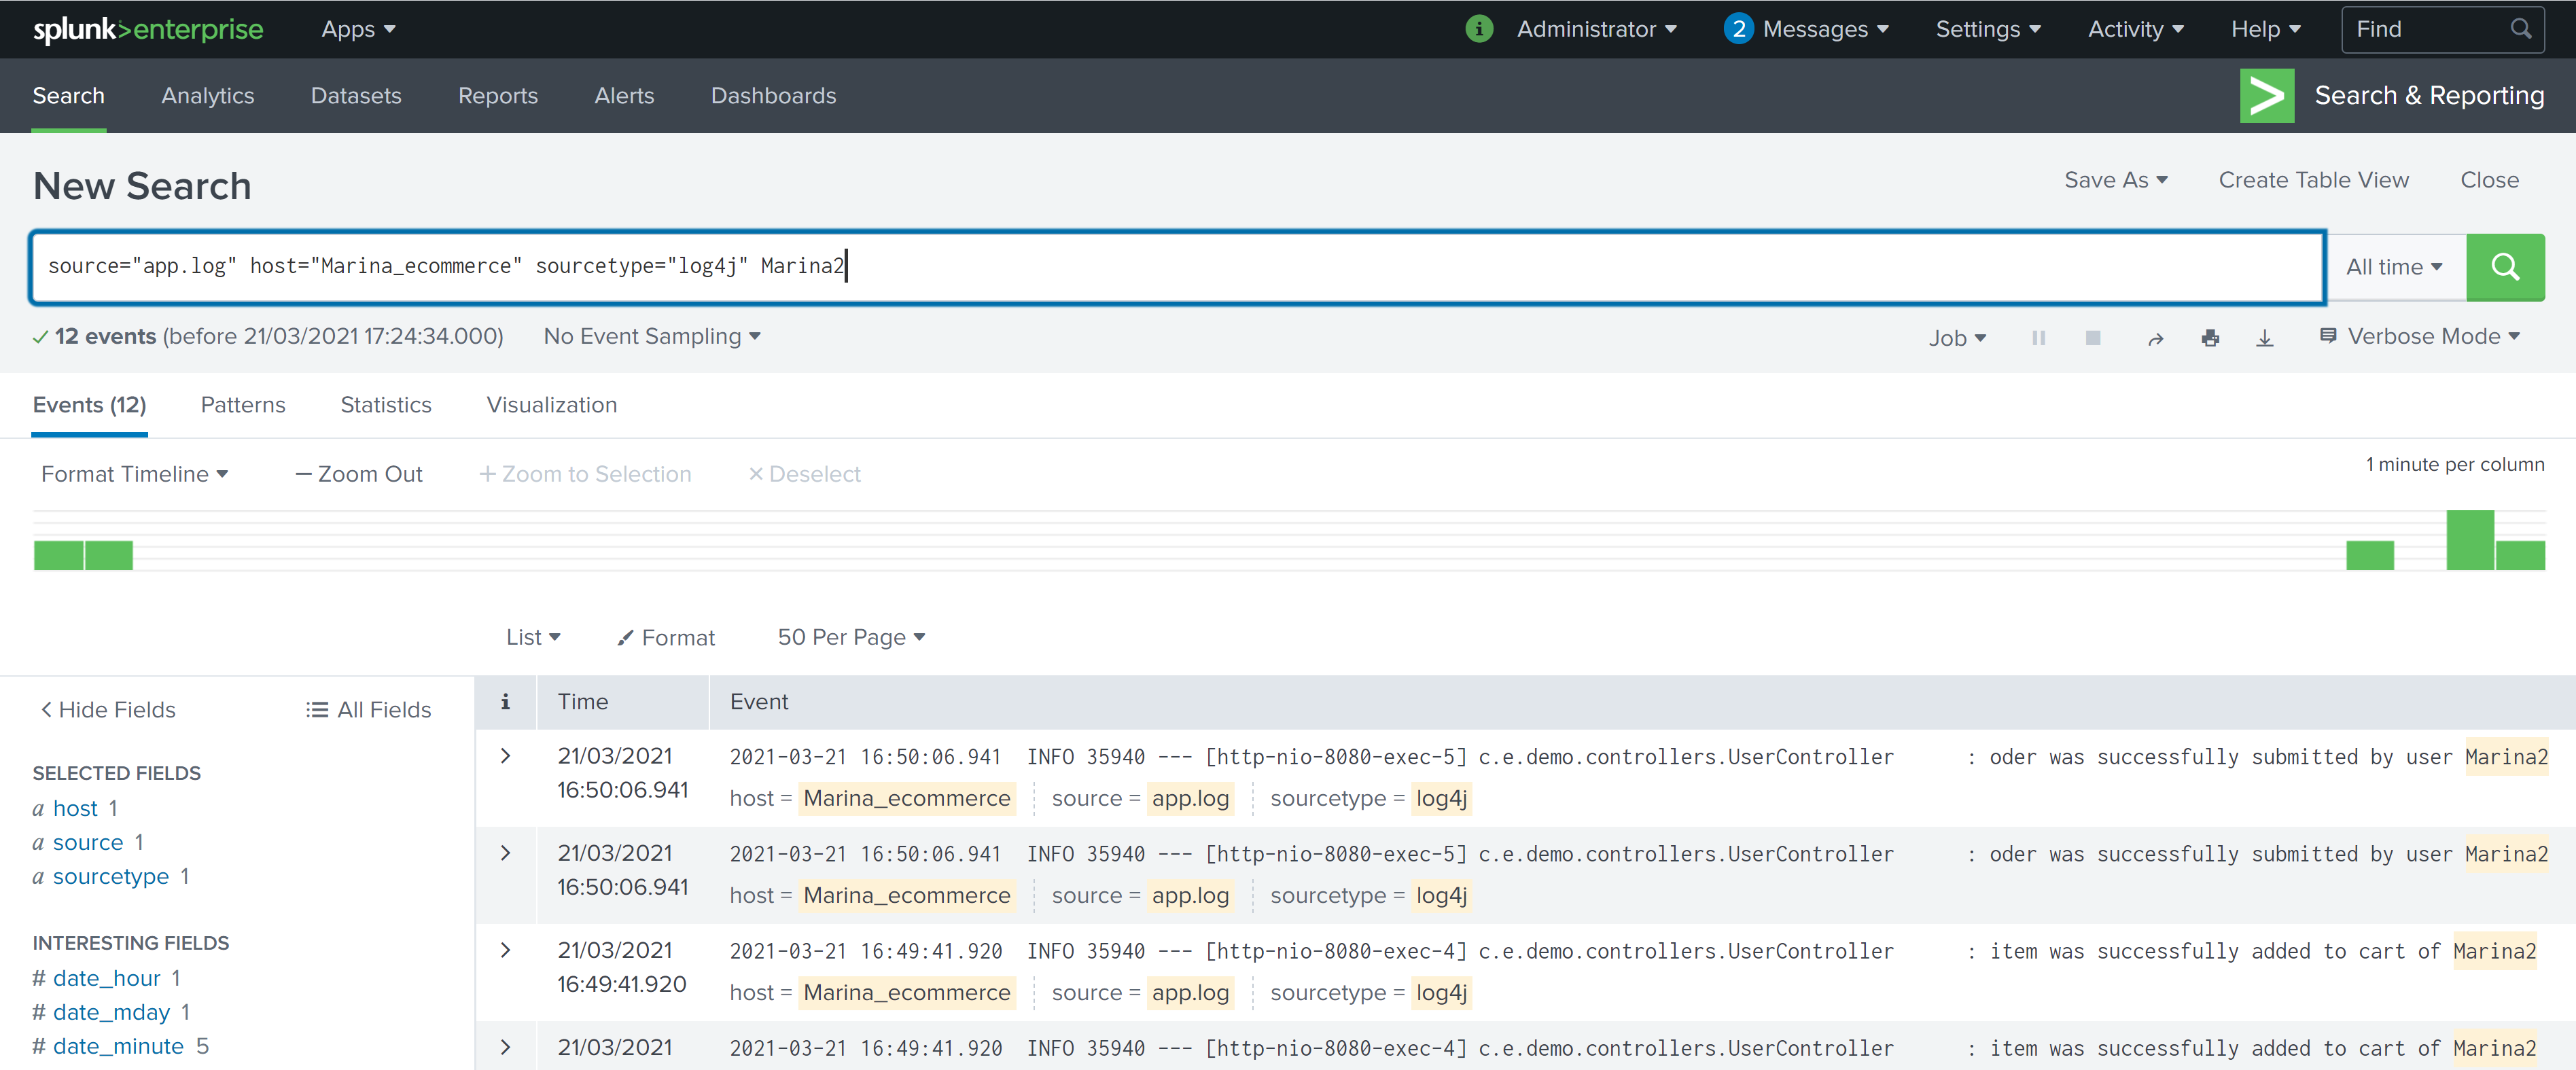 splunk>enterprise Apps i Administrator 2 Messages Settings Activity Help Find
Search Analytics Datasets Reports Alerts Dashboards > Search & Reporting
New Search Save As Create Table View Close
source="app.log" host="Marina_ecommerce" sourcetype="log4j" Marina2 All time
✓ 12 events (before 21/03/2021 17:24:34.000) No Event Sampling Job Verbose Mode
Events (12) Patterns Statistics Visualization
Format Timeline — Zoom Out + Zoom to Selection × Deselect 1 minute per column
List Format 50 Per Page
< Hide Fields All Fields
SELECTED FIELDS
a host 1
a source 1
a sourcetype 1
INTERESTING FIELDS
# date_hour 1
# date_mday 1
# date_minute 5
i Time Event
> 21/03/2021 2021-03-21 16:50:06.941 INFO 35940 --- [http-nio-8080-exec-5] c.e.demo.controllers.UserController : oder was successfully submitted by user Marina2
16:50:06.941 host = Marina_ecommerce source = app.log sourcetype = log4j
> 21/03/2021 2021-03-21 16:50:06.941 INFO 35940 --- [http-nio-8080-exec-5] c.e.demo.controllers.UserController : oder was successfully submitted by user Marina2
16:50:06.941 host = Marina_ecommerce source = app.log sourcetype = log4j
> 21/03/2021 2021-03-21 16:49:41.920 INFO 35940 --- [http-nio-8080-exec-4] c.e.demo.controllers.UserController : item was successfully added to cart of Marina2
16:49:41.920 host = Marina_ecommerce source = app.log sourcetype = log4j
> 21/03/2021 2021-03-21 16:49:41.920 INFO 35940 --- [http-nio-8080-exec-4] c.e.demo.controllers.UserController : item was successfully added to cart of Marina2